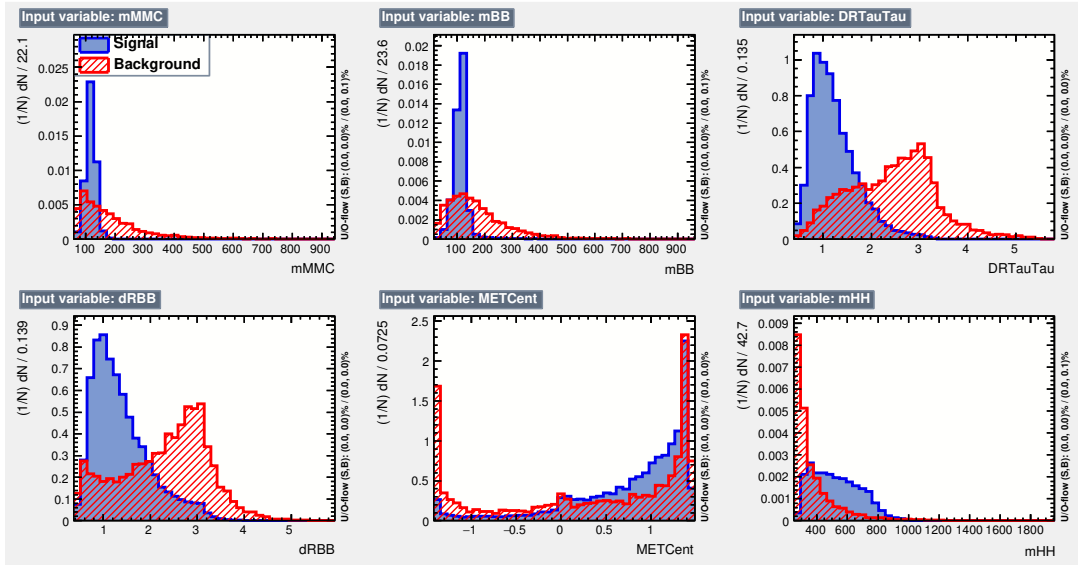 Input variable: mMMC
(1/N) dN / 22.1
0.025
0.02
0.015
0.01
0.005
0
Signal
Background
100 200 300 400 500 600 700 800 900
mMMC
U/O-flow (S,B): (0.0, 0.0)% / (0.0, 0.1)%
Input variable: mBB
(1/N) dN / 23.6
0.02
0.018
0.016
0.014
0.012
0.01
0.008
0.006
0.004
0.002
0
100 200 300 400 500 600 700 800 900
mBB
U/O-flow (S,B): (0.0, 0.0)% / (0.0, 0.1)%
Input variable: DRTauTau
(1/N) dN / 0.135
1
0.8
0.6
0.4
0.2
0
1 2 3 4 5
DRTauTau
U/O-flow (S,B): (0.0, 0.0)% / (0.0, 0.0)%
Input variable: dRBB
(1/N) dN / 0.139
0.9
0.8
0.7
0.6
0.5
0.4
0.3
0.2
0.1
0
1 2 3 4 5
dRBB
U/O-flow (S,B): (0.0, 0.0)% / (0.0, 0.0)%
Input variable: METCent
(1/N) dN / 0.0725
2.5
2
1.5
1
0.5
0
−1 −0.5 0 0.5 1
METCent
U/O-flow (S,B): (0.0, 0.0)% / (0.0, 0.0)%
Input variable: mHH
(1/N) dN / 42.7
0.009
0.008
0.007
0.006
0.005
0.004
0.003
0.002
0.001
0
400 600 800 1000 1200 1400 1600 1800
mHH
U/O-flow (S,B): (0.0, 0.0)% / (0.0, 0.1)%